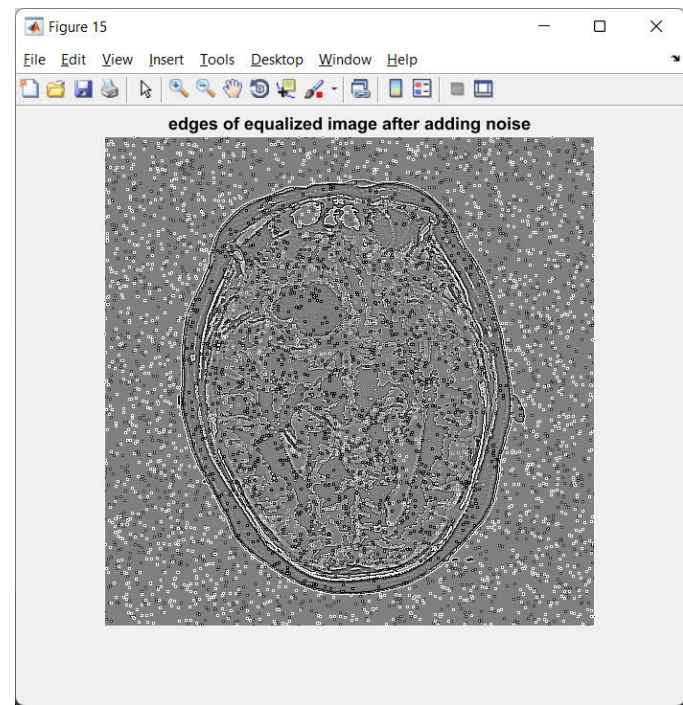 Figure 15
File Edit View Insert Tools Desktop Window Help
edges of equalized image after adding noise